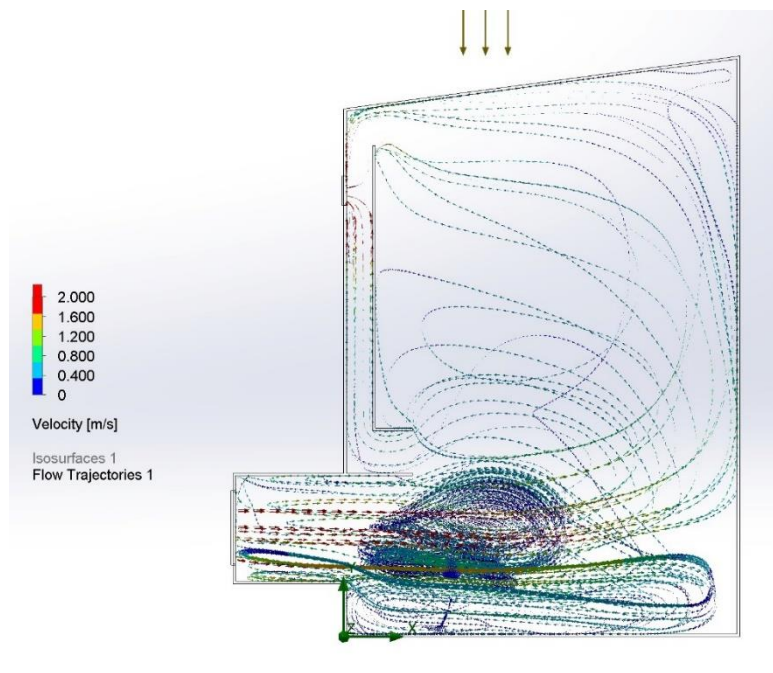 2.000
1.600
1.200
0.800
0.400
0
Velocity [m/s]
Isosurfaces 1
Flow Trajectories 1
X